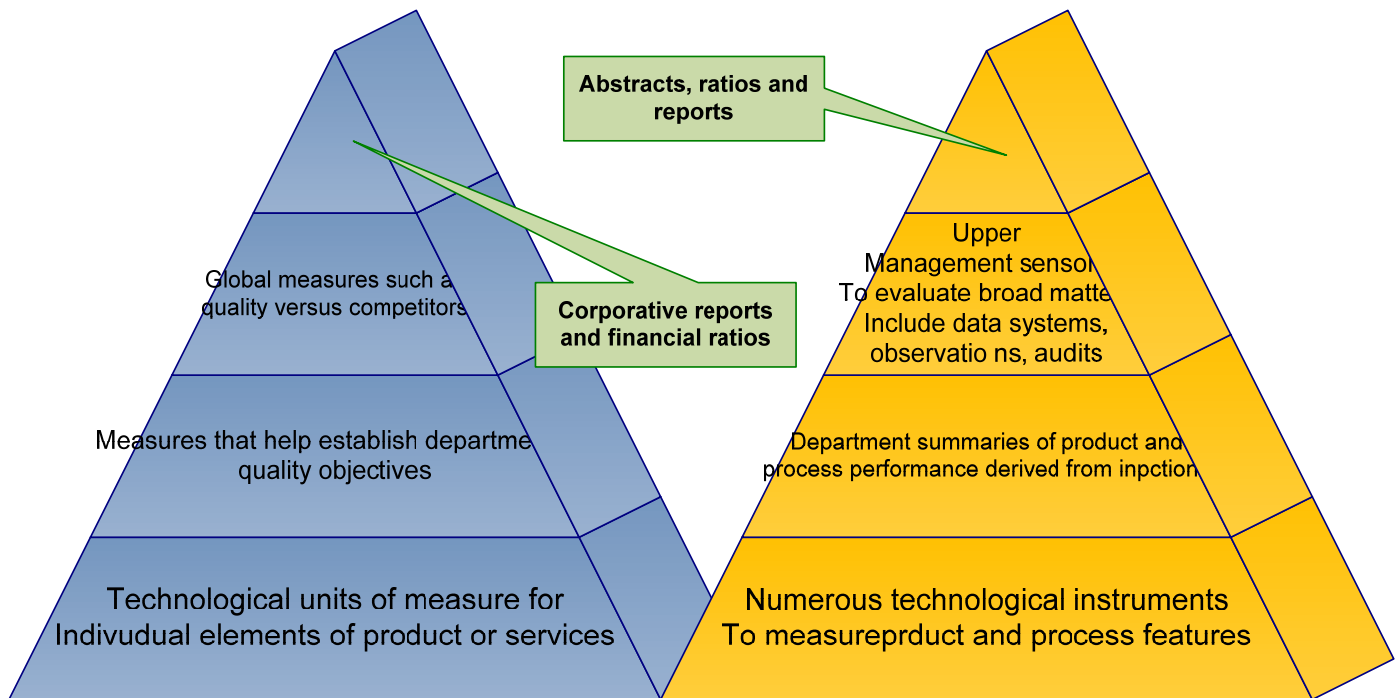 Abstracts, ratios and
reports
Corporative reports
and financial ratios
Global measures such a
quality versus competitors
Measures that help establish departme
quality objectives
Technological units of measure for
Indivudual elements of product or services
Upper
Management sensor
To evaluate broad matte
Include data systems,
observatio ns, audits
Department summaries of product and
process performance derived from inpction
Numerous technological instruments
To measureprduct and process features